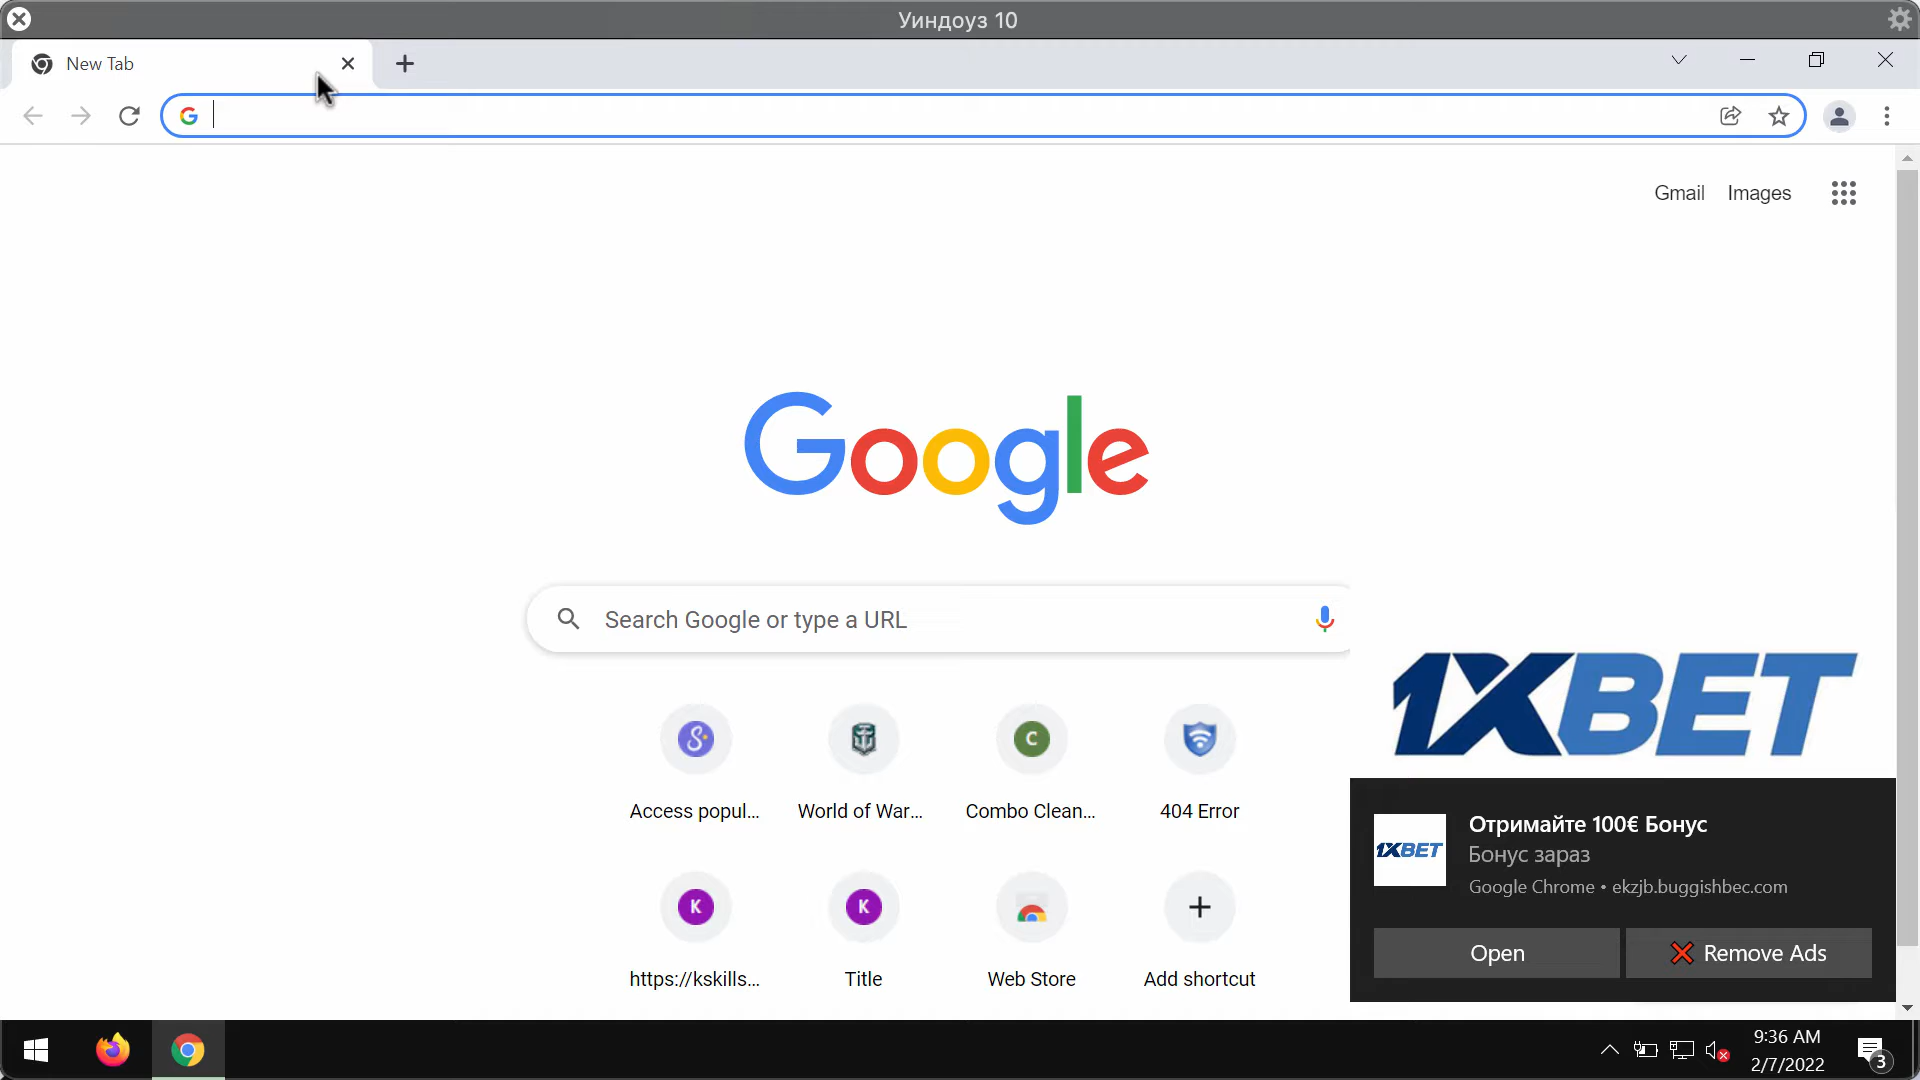 Уиндоуз 10
New Tab
Gmail Images
Google
Search Google or type a URL
Access popul...
World of War...
Combo Clean...
404 Error
https://kskills...
Title
Web Store
Add shortcut
C
K
K
1XBET
1XBET
Отримайте 100€ Бонус
Бонус зараз
Google Chrome • ekzjb.buggishbec.com
Open
Remove Ads
9:36 AM
2/7/2022
3